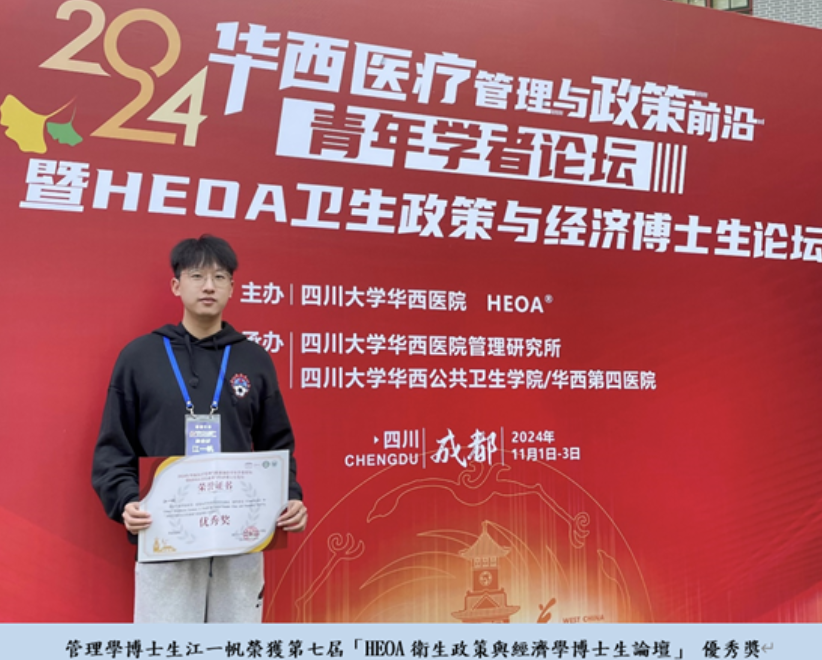 2024
华西医疗管理与政策前沿
青年学者论坛
暨HEOA卫生政策与经济博士生论坛
主办 四川大学华西医院 HEOA®
承办 四川大学华西医院管理研究所
四川大学华西公共卫生学院/华西第四医院
四川 成都 2024年
CHENGDU 11月1日-3日
江一帆
荣誉证书
优秀奖
WEST CHINA
管理學博士生江一帆榮獲第七屆「HEOA 衛生政策與經濟學博士生論壇」 優秀獎